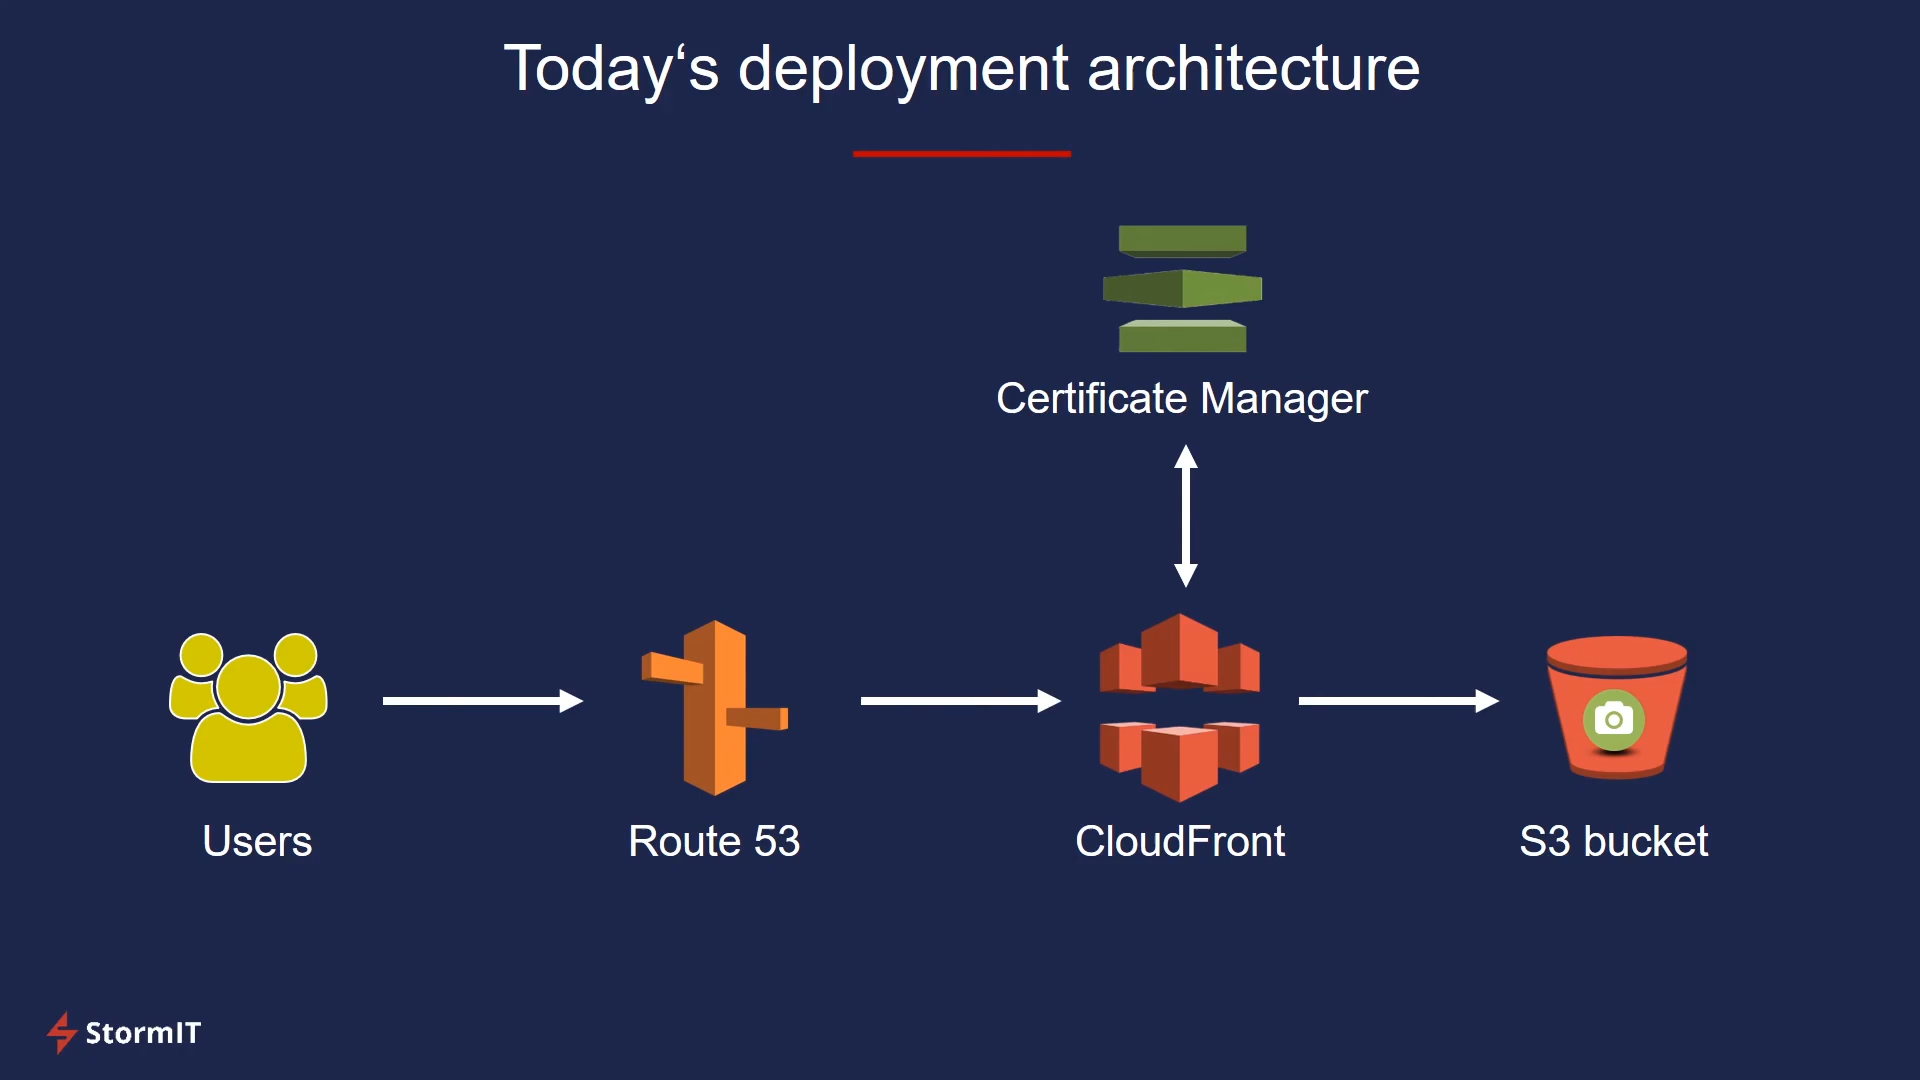 Today‘s deployment architecture
Certificate Manager
Users
Route 53
CloudFront
S3 bucket
StormIT